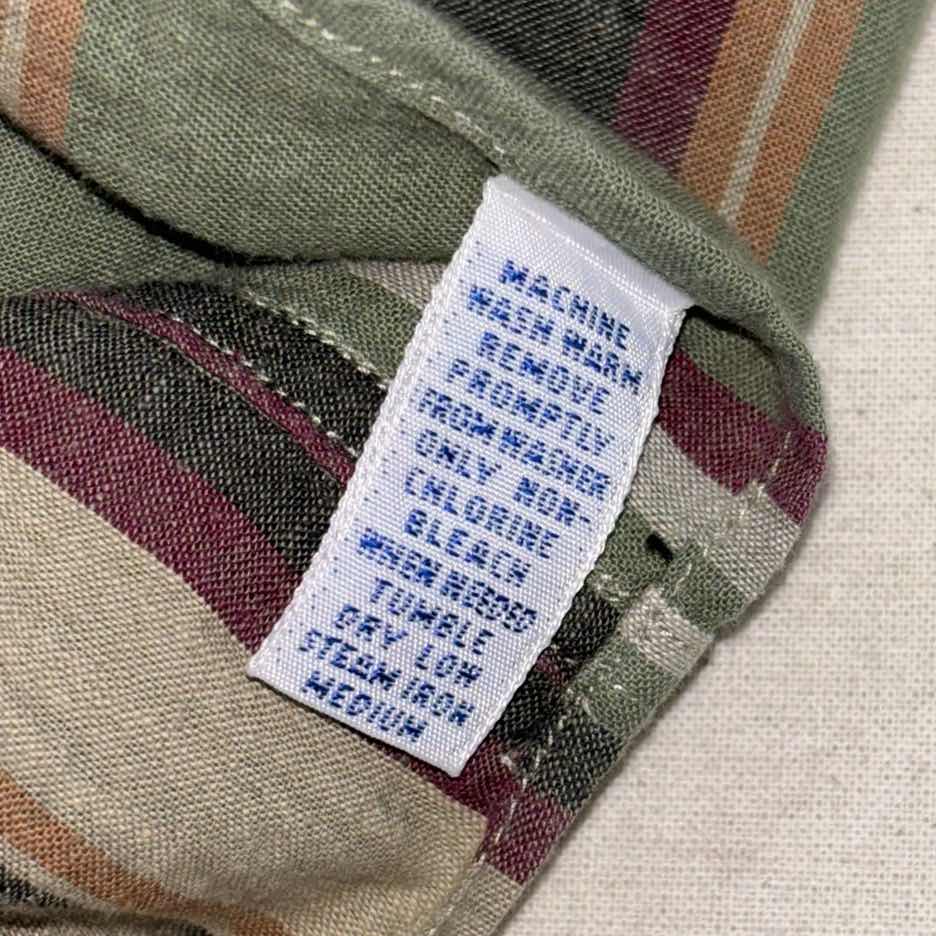 MACHINE
WASH WARM
REMOVE
PROMPTLY
FROM WASHER
ONLY NON-
CHLORINE
BLEACH
WHEN NEEDED
TUMBLE
DRY LOW
STEAM IRON
MEDIUM